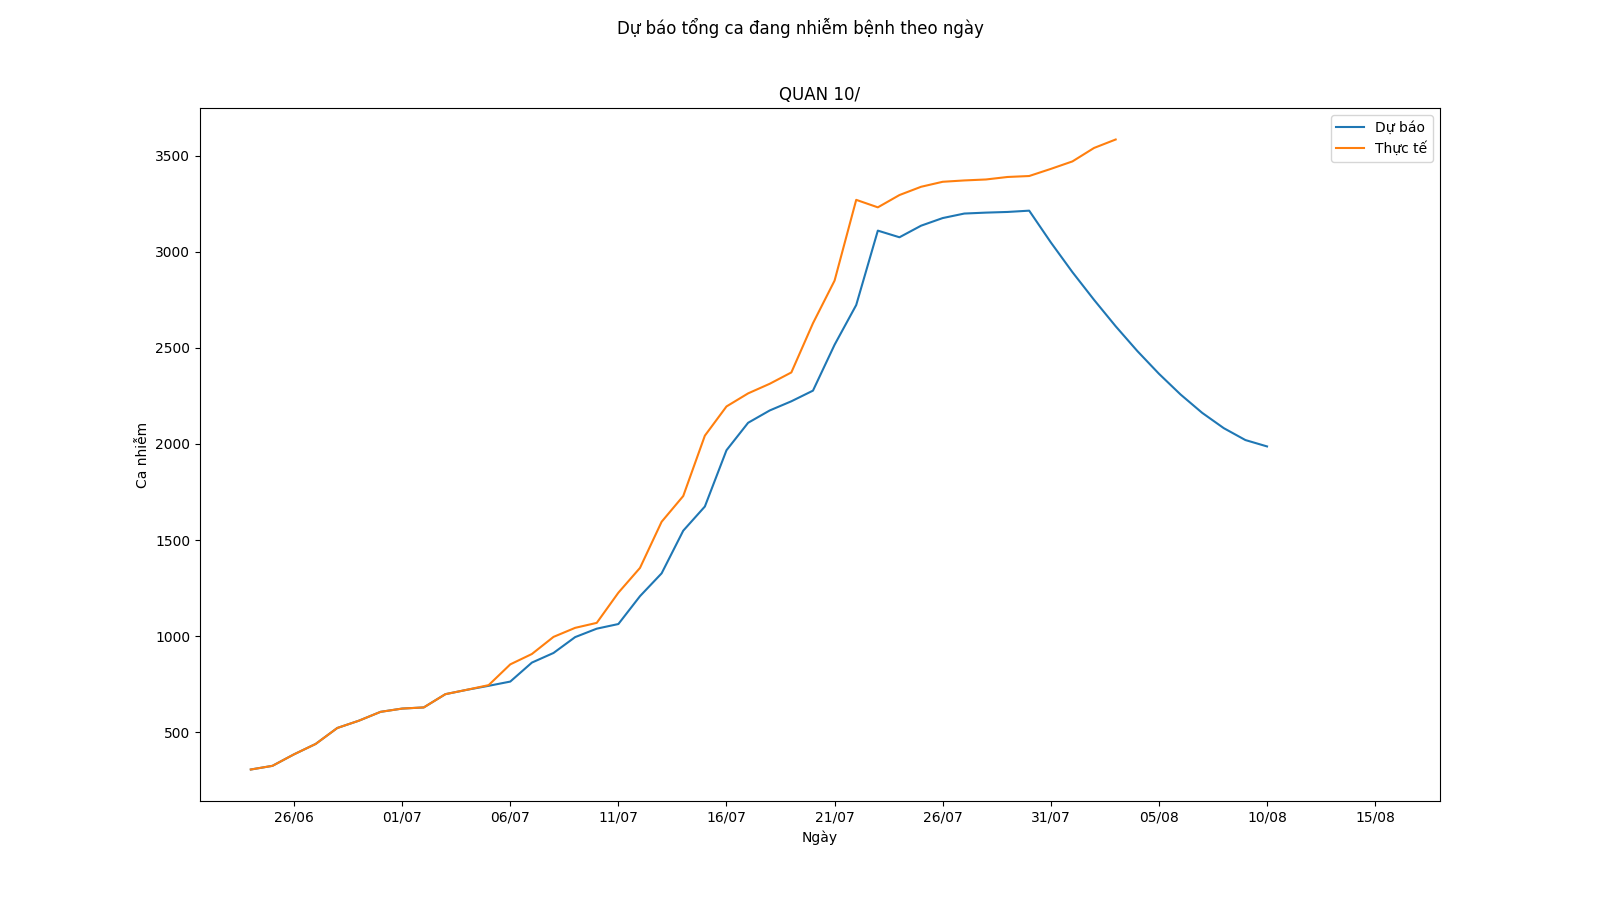 Dự báo tổng ca đang nhiễm bệnh theo ngày
QUAN 10/
Dự báo
Thực tế
3500
3000
2500
2000
1500
1000
500
Ca nhiễm
26/06 01/07 06/07 11/07 16/07 21/07 26/07 31/07 05/08 10/08 15/08
Ngày